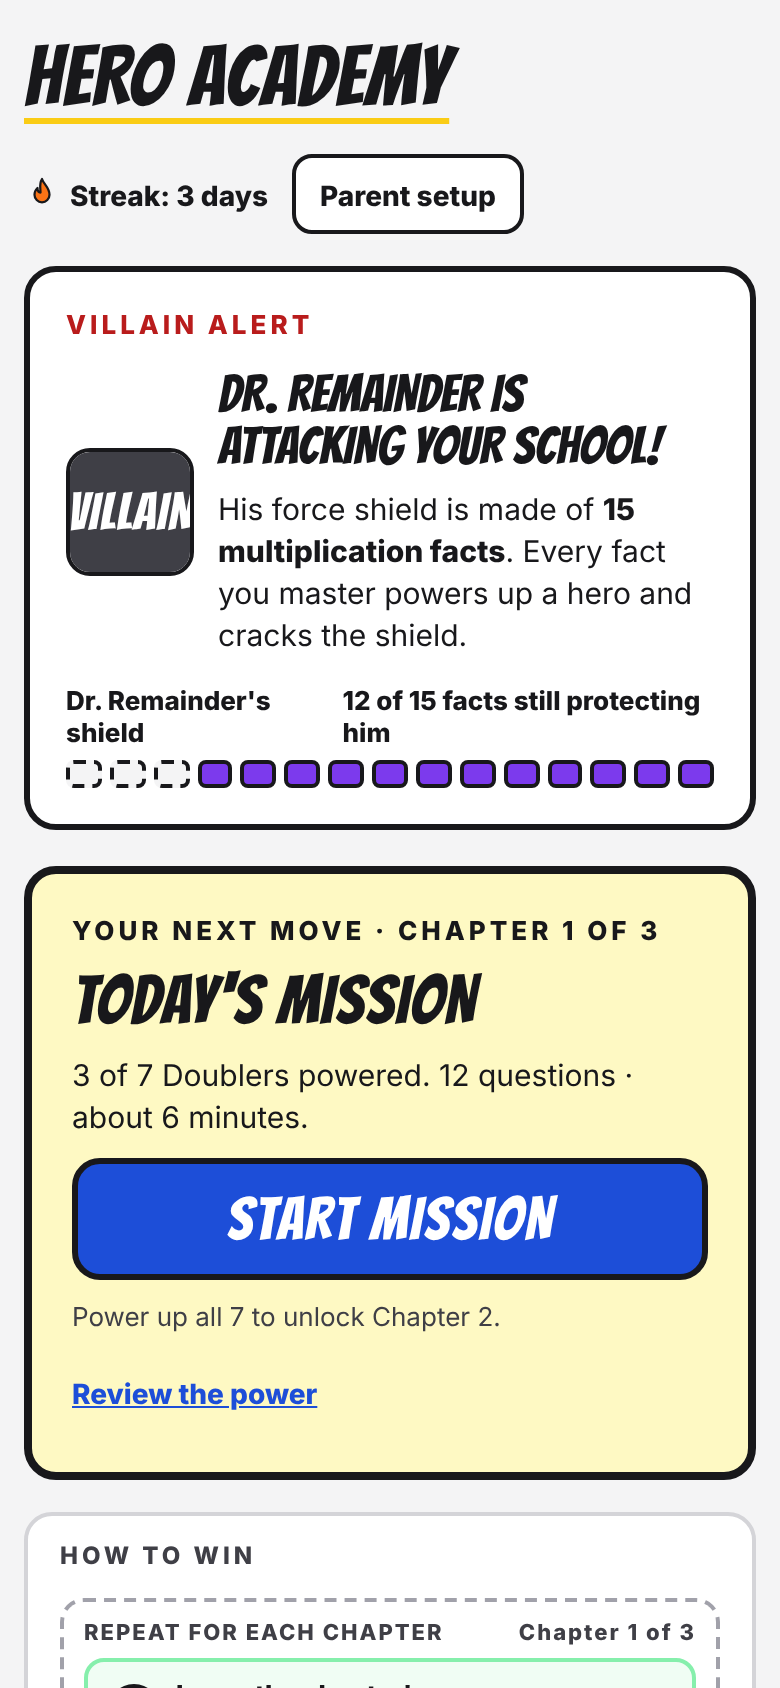 HERO ACADEMY
Streak: 3 days
Parent setup
VILLAIN ALERT
DR. REMAINDER IS
ATTACKING YOUR SCHOOL!
VILLAIN
His force shield is made of 15
multiplication facts. Every fact
you master powers up a hero and
cracks the shield.
Dr. Remainder's
shield
12 of 15 facts still protecting
him
YOUR NEXT MOVE · CHAPTER 1 OF 3
TODAY'S MISSION
3 of 7 Doublers powered. 12 questions ·
about 6 minutes.
START MISSION
Power up all 7 to unlock Chapter 2.
Review the power
HOW TO WIN
REPEAT FOR EACH CHAPTER
Chapter 1 of 3